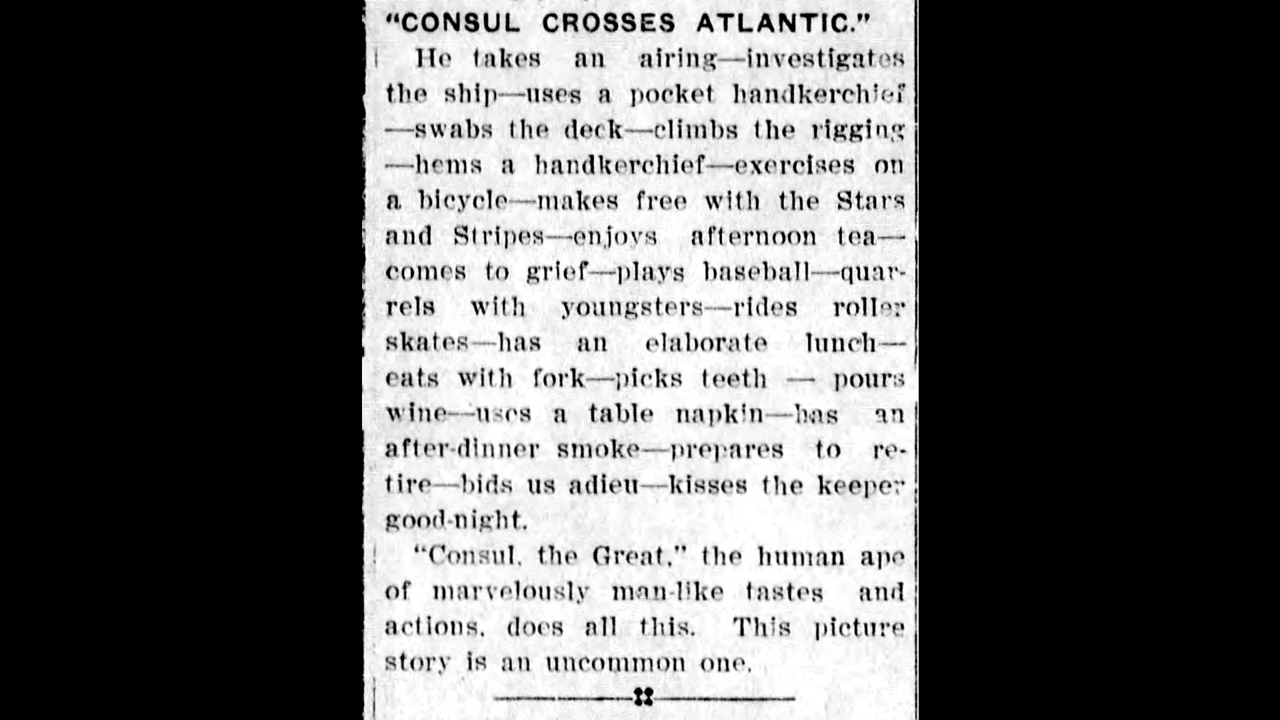 “CONSUL CROSSES ATLANTIC.”
He takes an airing—investigates
the ship—uses a pocket handkerchief
—swabs the deck—climbs the rigging
—hems a handkerchief—exercises on
a bicycle—makes free with the Stars
and Stripes—enjoys afternoon tea—
comes to grief—plays baseball—quar-
rels with youngsters—rides roller
skates—has an elaborate lunch—
eats with fork—picks teeth — pours
wine—uses a table napkin—has an
after-dinner smoke—prepares to re-
tire—bids us adieu—kisses the keeper
good-night.
“Consul, the Great,” the human ape
of marvelously man-like tastes and
actions, does all this. This picture
story is an uncommon one.